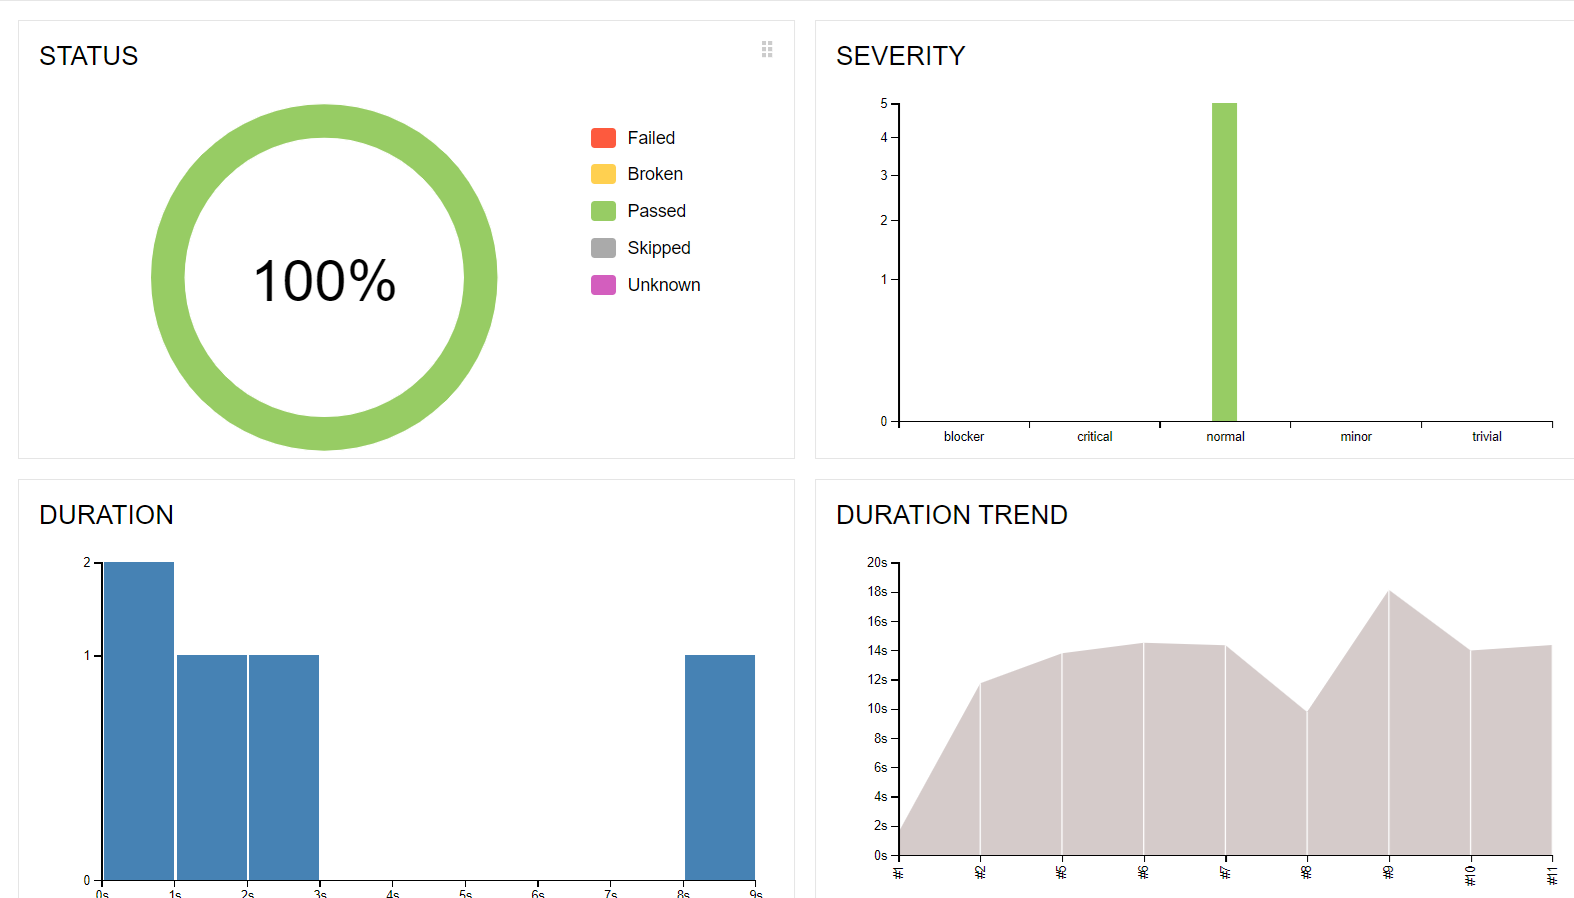 STATUS
100%
Failed
Broken
Passed
Skipped
Unknown
SEVERITY
5
4
3
2
1
0
blocker critical normal minor trivial
DURATION
2
1
0
0s 1s 2s 3s 4s 5s 6s 7s 8s 9s
DURATION TREND
20s
18s
16s
14s
12s
10s
8s
6s
4s
2s
0s
#1 #2 #5 #6 #7 #8 #9 #10 #11